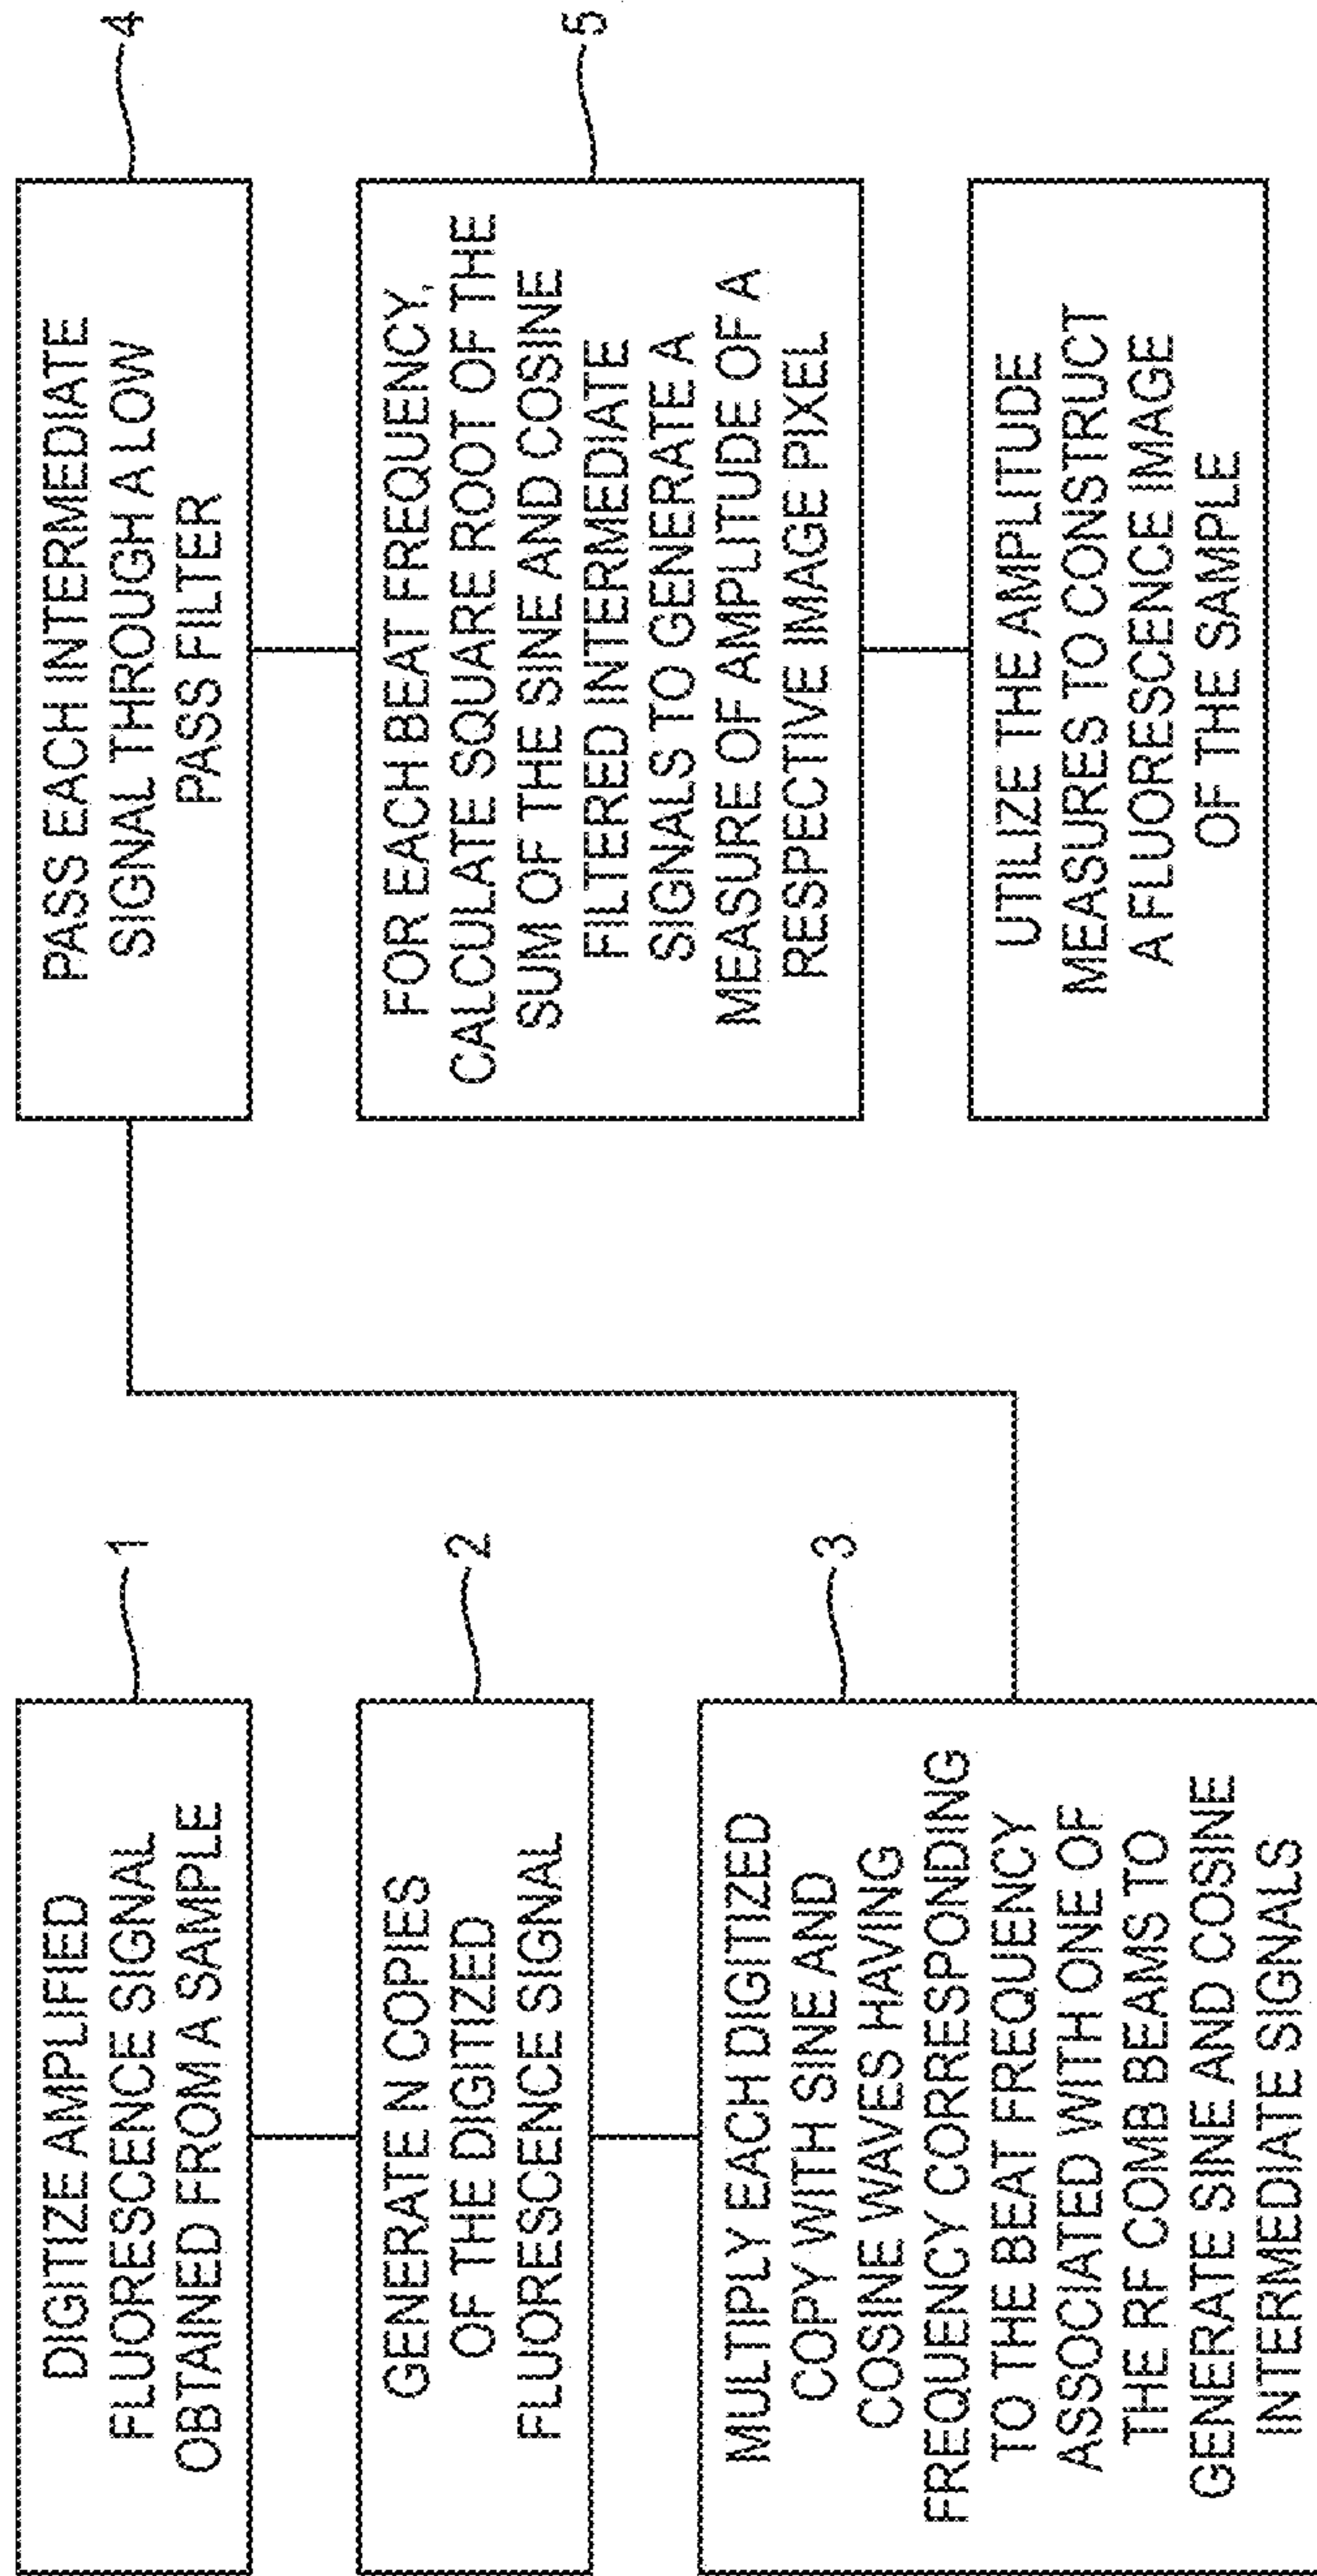 DIGITIZE AMPLIFIED
FLUORESCENCE SIGNAL
OBTAINED FROM A SAMPLE
1
GENERATE N COPIES
OF THE DIGITIZED
FLUORESCENCE SIGNAL
2
MULTIPLY EACH DIGITIZED
COPY WITH SINE AND
COSINE WAVES HAVING
FREQUENCY CORRESPONDING
TO THE BEAT FREQUENCY
ASSOCIATED WITH ONE OF
THE RF COMB BEAMS TO
GENERATE SINE AND COSINE
INTERMEDIATE SIGNALS
3
PASS EACH INTERMEDIATE
SIGNAL THROUGH A LOW
PASS FILTER
4
FOR EACH BEAT FREQUENCY,
CALCULATE SQUARE ROOT OF THE
SUM OF THE SINE AND COSINE
FILTERED INTERMEDIATE
SIGNALS TO GENERATE A
MEASURE OF AMPLITUDE OF A
RESPECTIVE IMAGE PIXEL
5
UTILIZE THE AMPLITUDE
MEASURES TO CONSTRUCT
A FLUORESCENCE IMAGE
OF THE SAMPLE